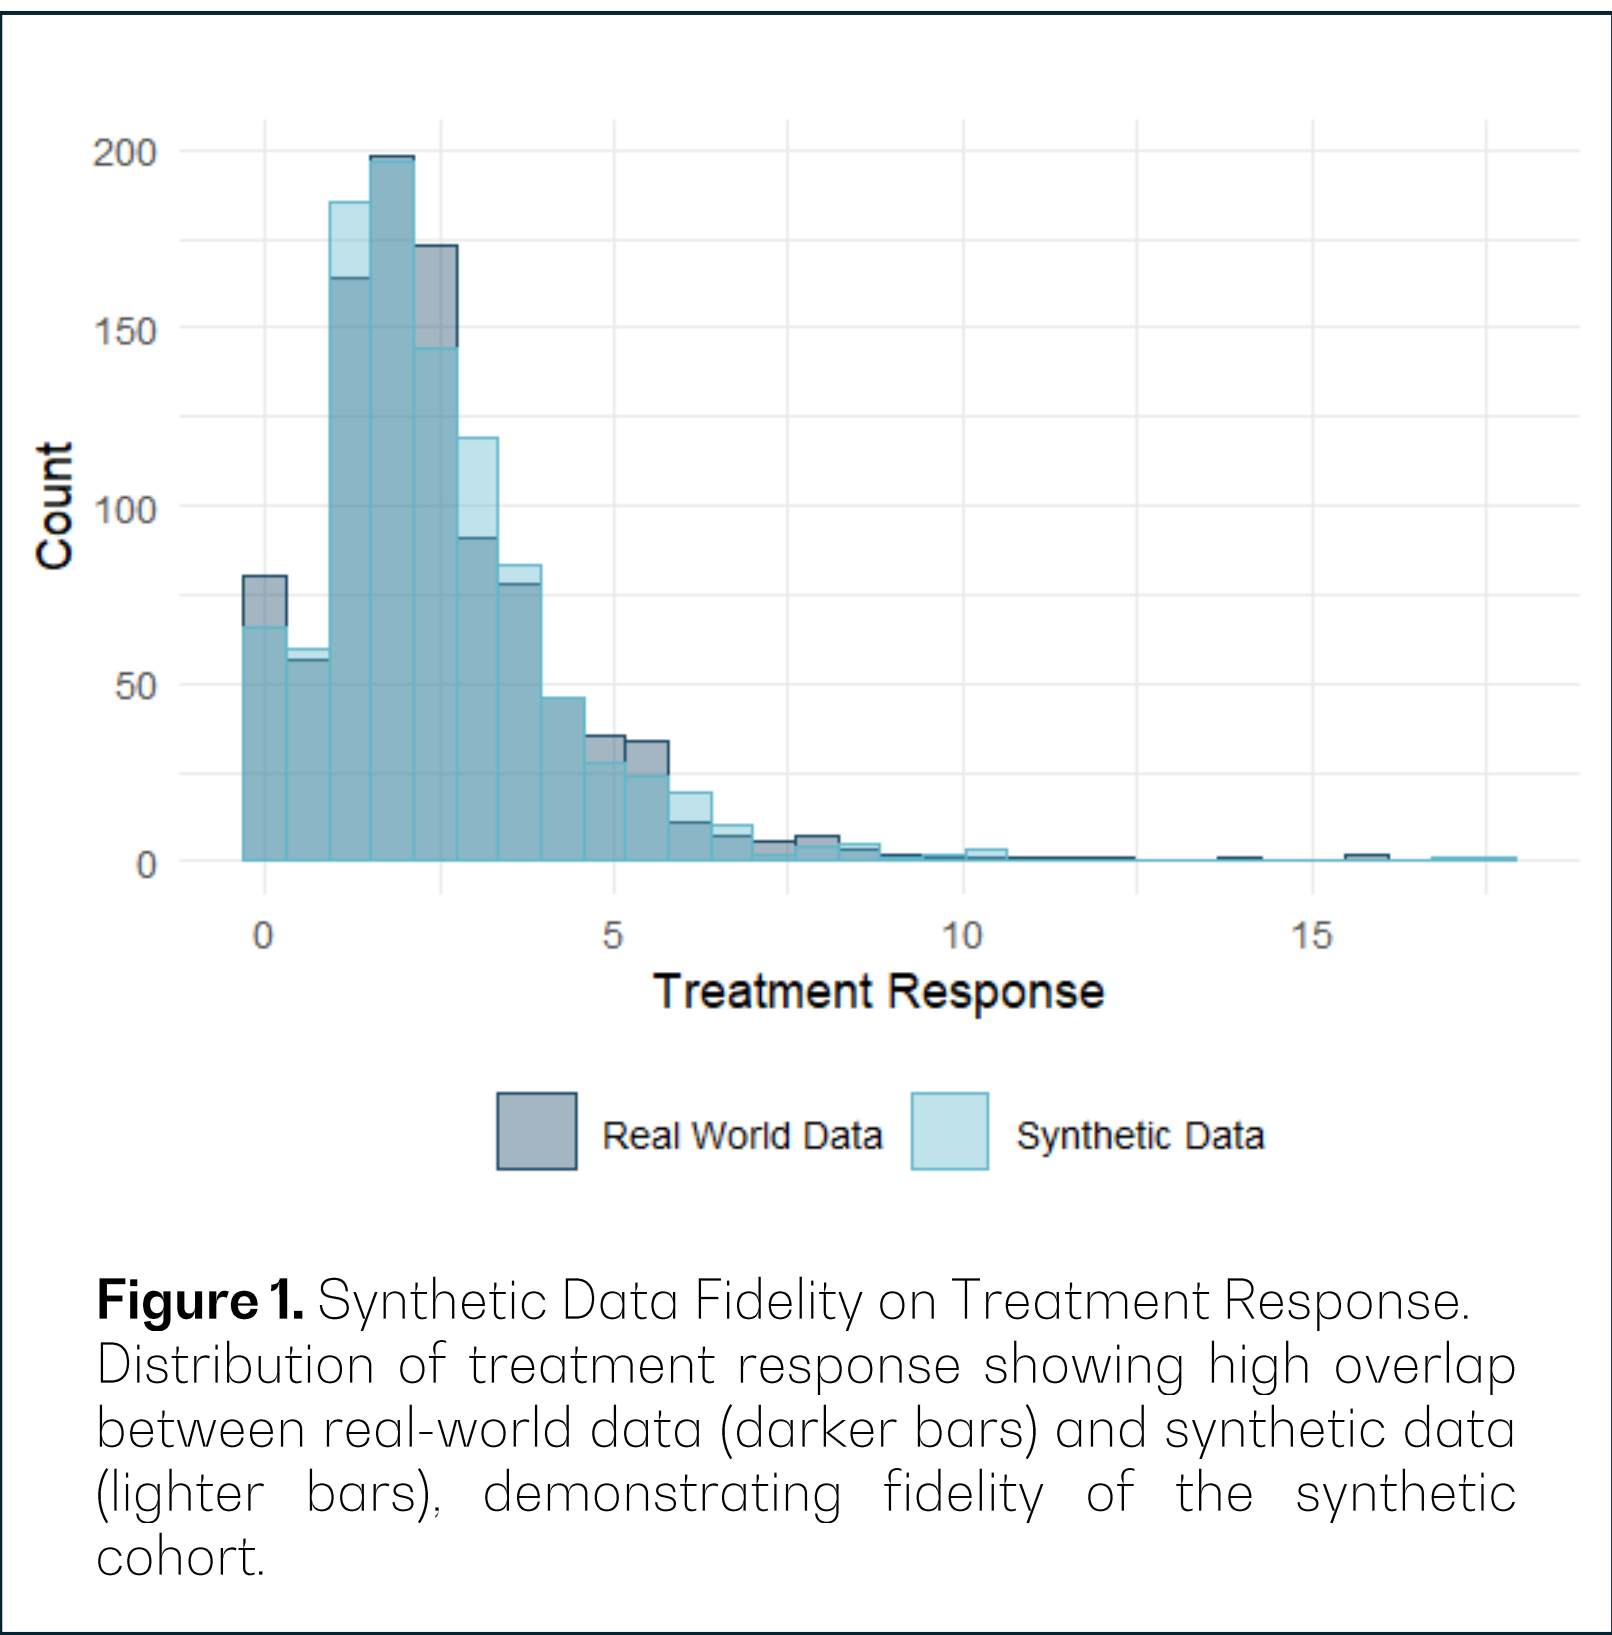 200
150
100
50
0
Count
0 5 10 15
Treatment Response
Real World Data Synthetic Data
Figure 1. Synthetic Data Fidelity on Treatment Response.
Distribution of treatment response showing high overlap
between real-world data (darker bars) and synthetic data
(lighter bars), demonstrating fidelity of the synthetic
cohort.